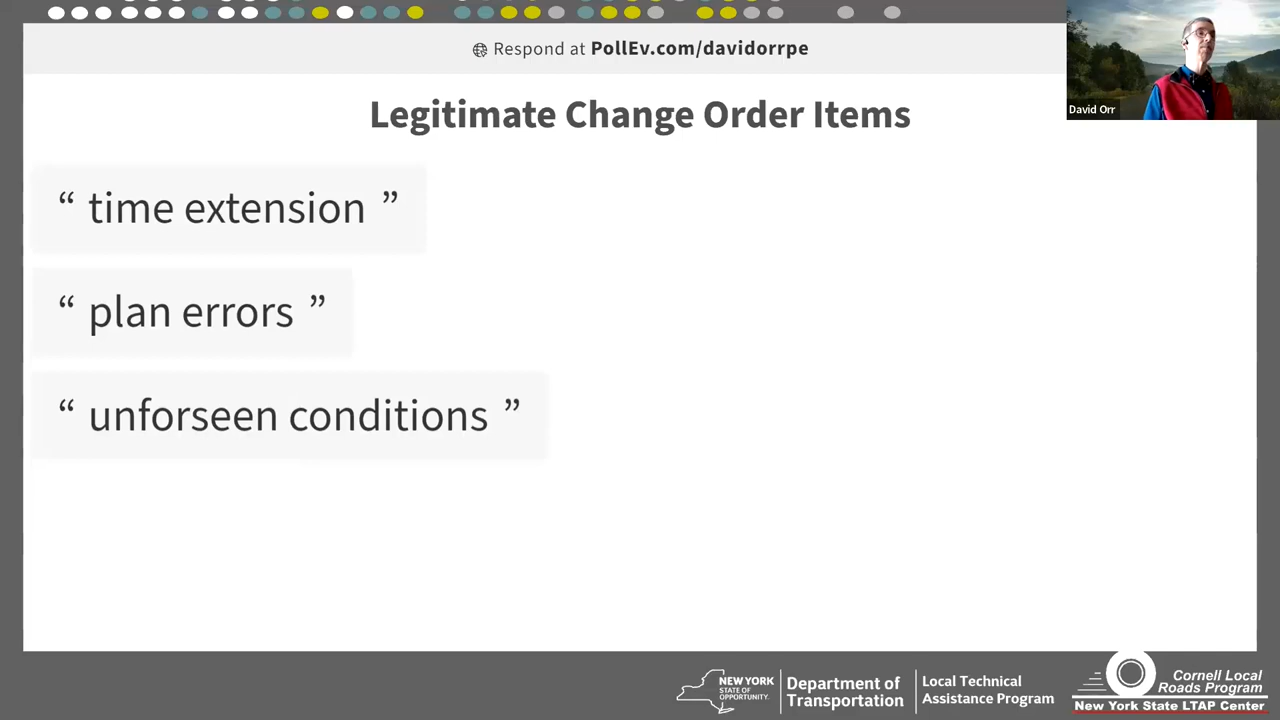 Respond at PollEv.com/davidorrpe
Legitimate Change Order Items
David Orr
“ time extension ”
“ plan errors ”
“ unforseen conditions ”
NEW YORK
STATE OF
OPPORTUNITY.
Department of
Transportation
Local Technical
Assistance Program
Cornell Local
Roads Program
New York State LTAP Center